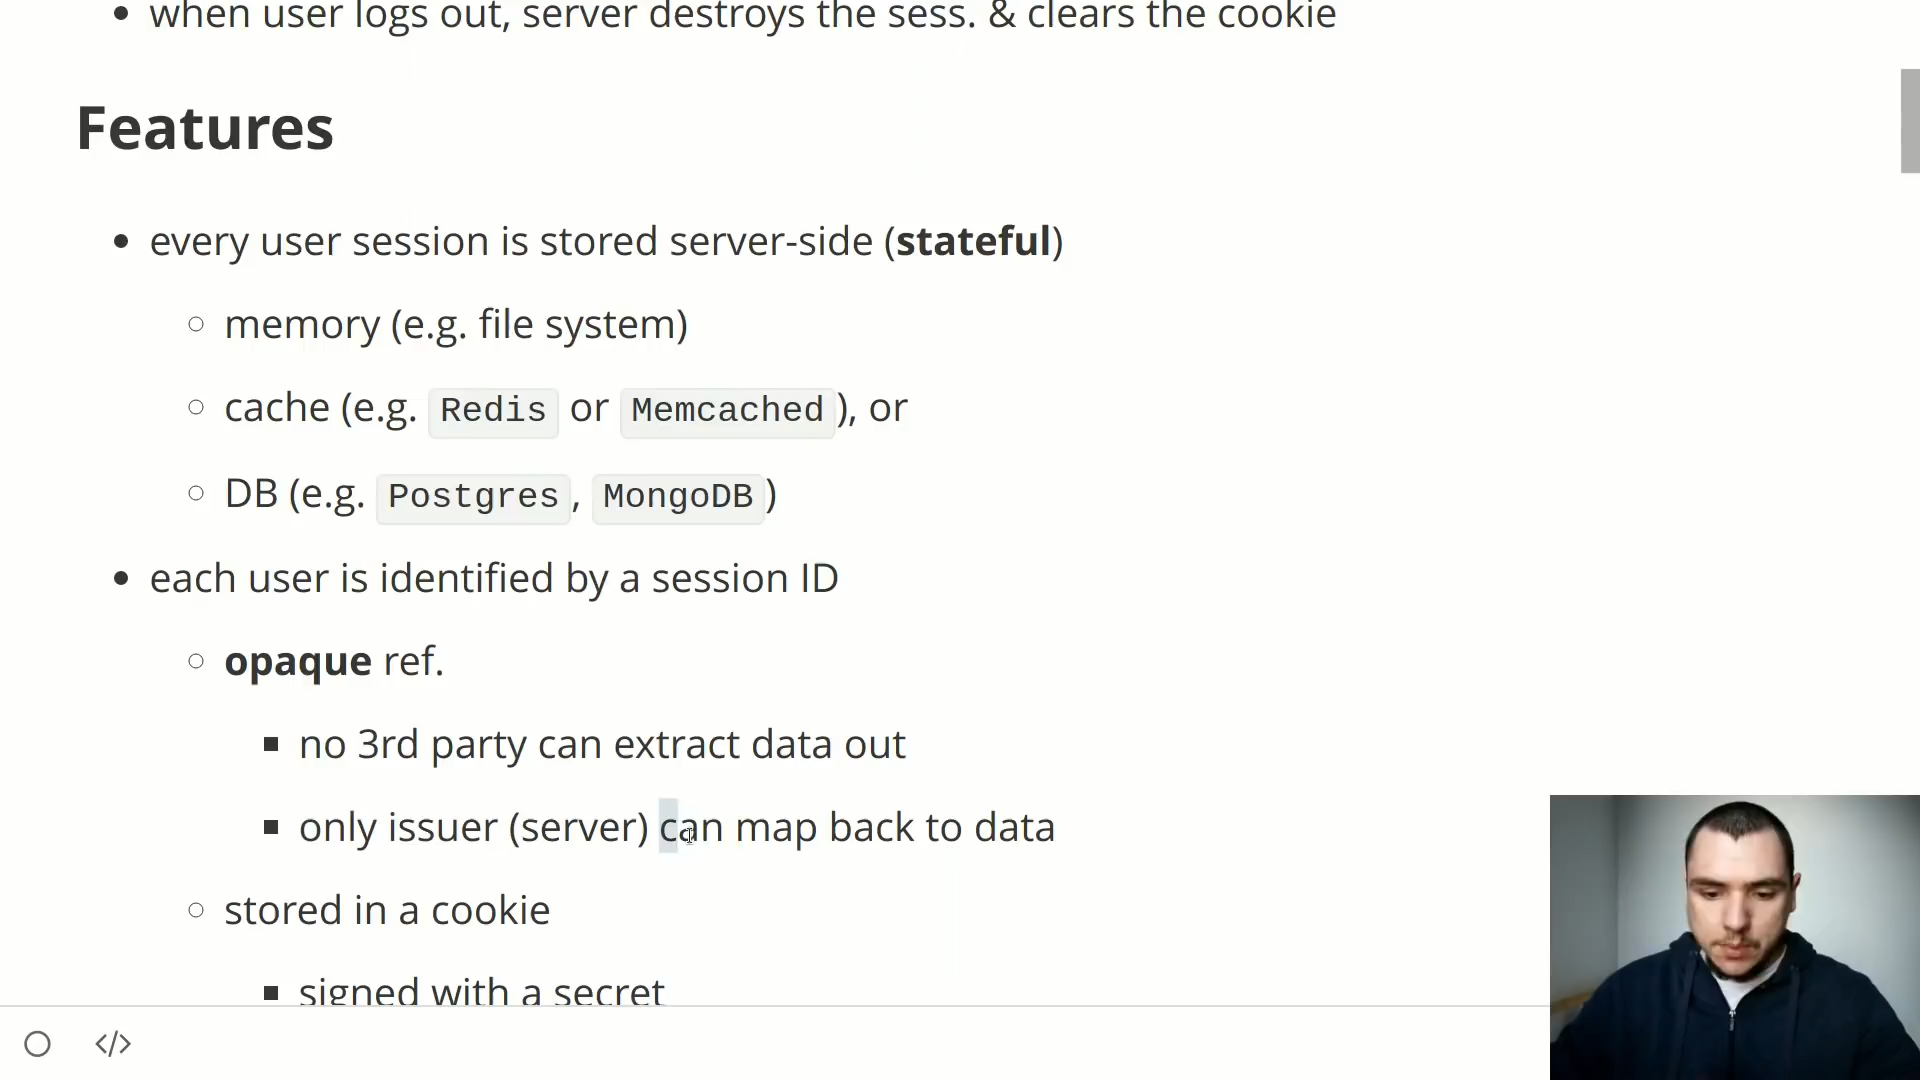 when user logs out, server destroys the sess. & clears the cookie
Features
every user session is stored server-side (stateful)
memory (e.g. file system)
cache (e.g. Redis or Memcached), or
DB (e.g. Postgres, MongoDB)
each user is identified by a session ID
opaque ref.
no 3rd party can extract data out
only issuer (server) can map back to data
stored in a cookie
signed with a secret